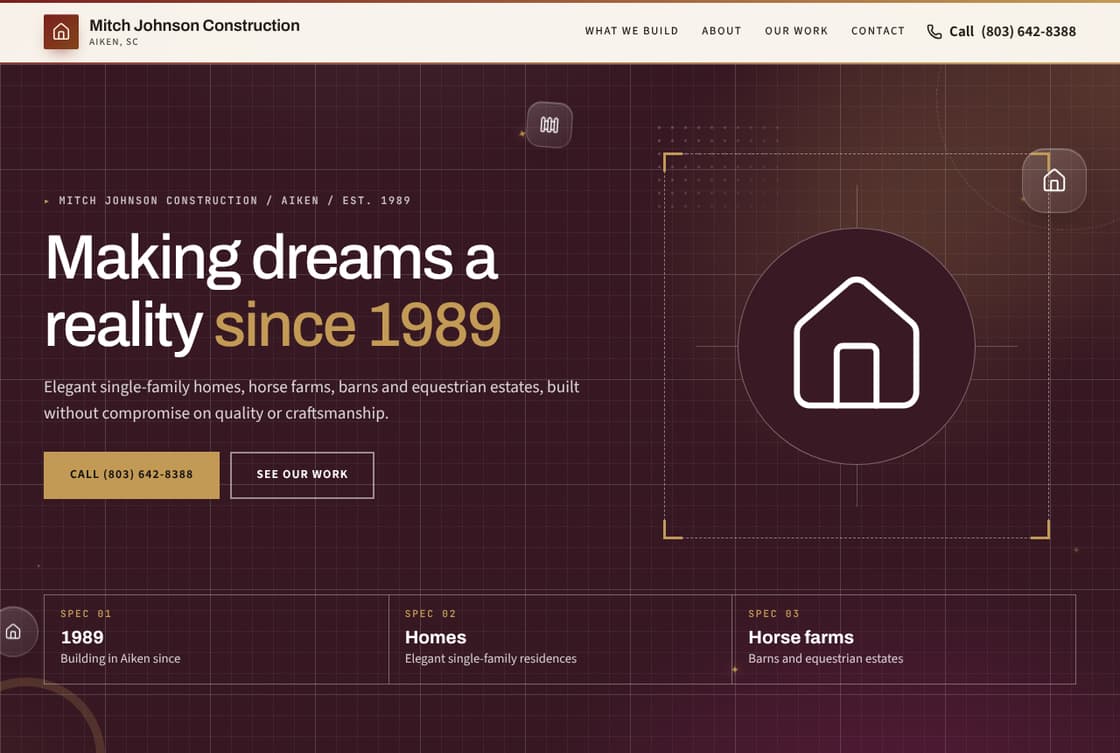 Mitch Johnson Construction
AIKEN, SC
WHAT WE BUILD
ABOUT
OUR WORK
CONTACT
Call (803) 642-8388
MITCH JOHNSON CONSTRUCTION / AIKEN / EST. 1989
Making dreams a
reality since 1989
Elegant single-family homes, horse farms, barns and equestrian estates, built
without compromise on quality or craftsmanship.
CALL (803) 642-8388
SEE OUR WORK
SPEC 01
1989
Building in Aiken since
SPEC 02
Homes
Elegant single-family residences
SPEC 03
Horse farms
Barns and equestrian estates